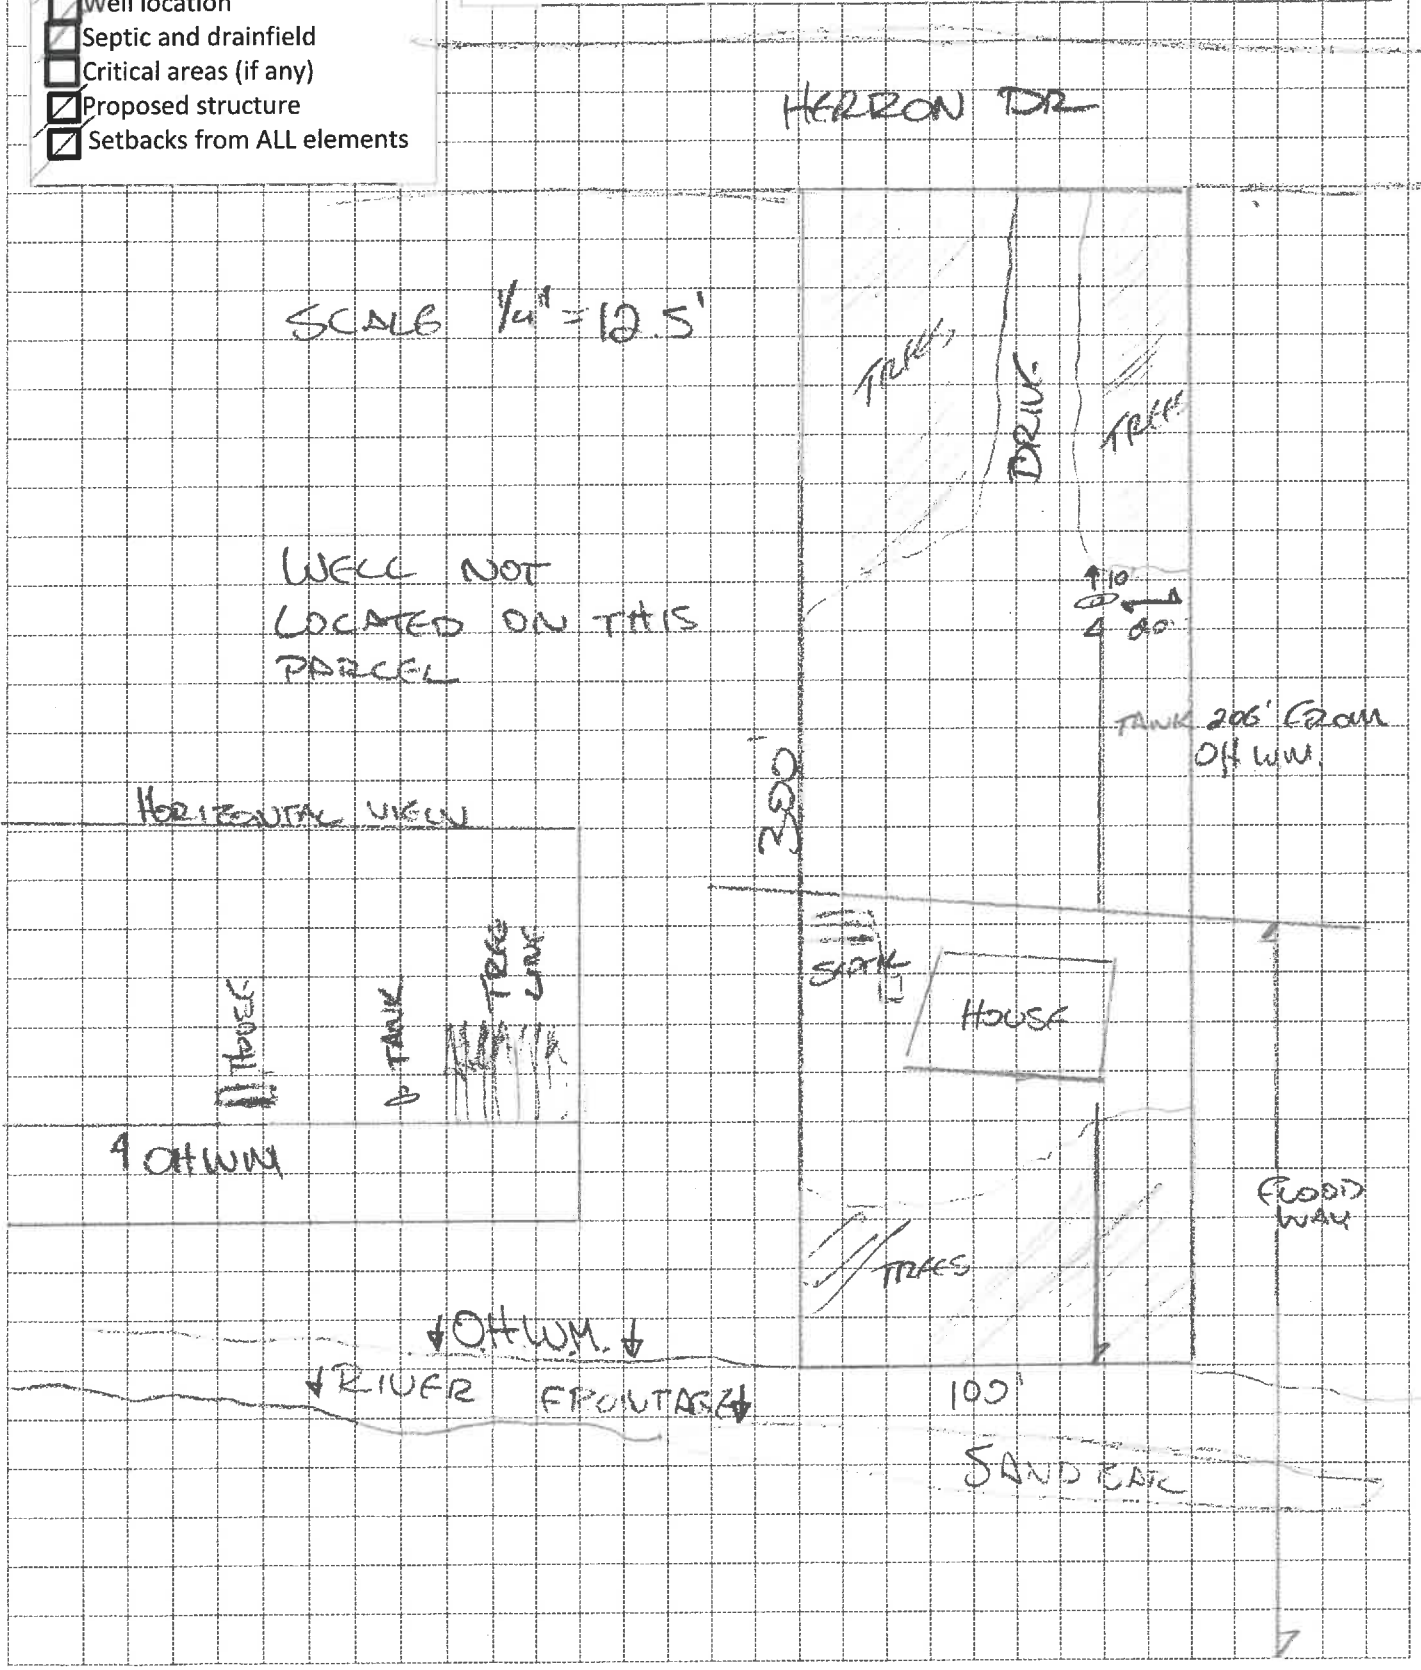 Well location
Septic and drainfield
Critical areas (if any)
Proposed structure
Setbacks from ALL elements
HERRON DR
SCALE 1/4" = 12.5'
TREES
DRIVE
TREES
WELL NOT
LOCATED ON THIS
PARCEL
10'
TANK 206' FROM
OHWM.
300'
HORIZONTAL VIEW
HOUSE
TANK
TREE
LINE
SEPTIC
HOUSE
OHWM
FLOOD
WAY
TREES
O.H.W.M.
RIVER FRONTAGE
100'
SAND BAR